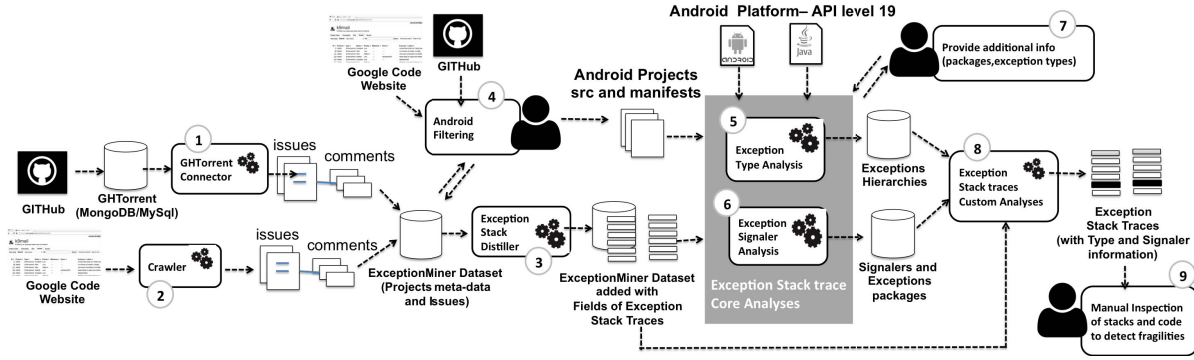 Android Platform– API level 19
k9mail
GITHub
Google Code
Website
4
Android
Filtering
Android Projects
src and manifests
ANDROID
Java
7
Provide additional info
(packages,exception types)
1
GHTorrent
Connector
issues
comments
GITHub
GHTorrent
(MongoDB/MySql)
5
Exception
Type Analysis
Exceptions
Hierarchies
8
Exception
Stack traces
Custom Analyses
6
Exception
Signaler
Analysis
Exception Stack trace
Core Analyses
Signalers and
Exceptions
packages
Exception
Stack Traces
(with Type and Signaler
information)
k9mail
Google Code
Website
Crawler
2
issues
comments
ExceptionMiner Dataset
(Projects meta-data
and Issues)
Exception
Stack
Distiller
3
ExceptionMiner Dataset
added with
Fields of Exception
Stack Traces
9
Manual Inspection
of stacks and code
to detect fragilities